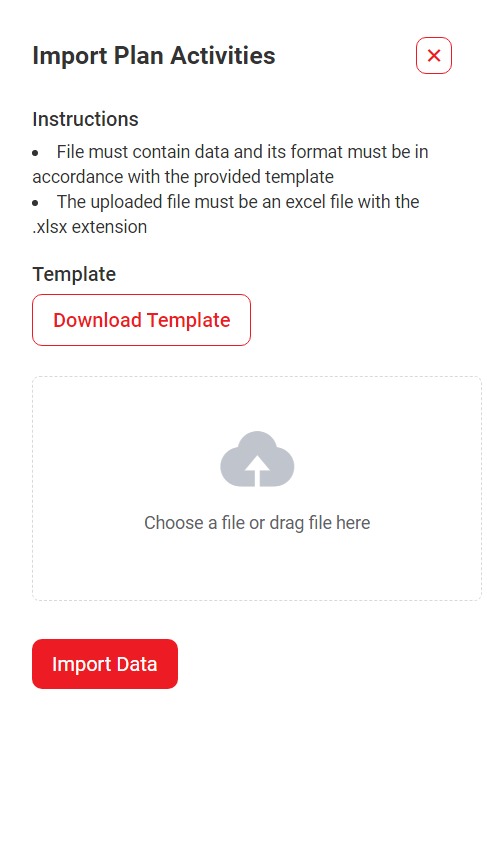 Import Plan Activities
Instructions
• File must contain data and its format must be in
accordance with the provided template
• The uploaded file must be an excel file with the
.xlsx extension
Template
Download Template
Choose a file or drag file here
Import Data